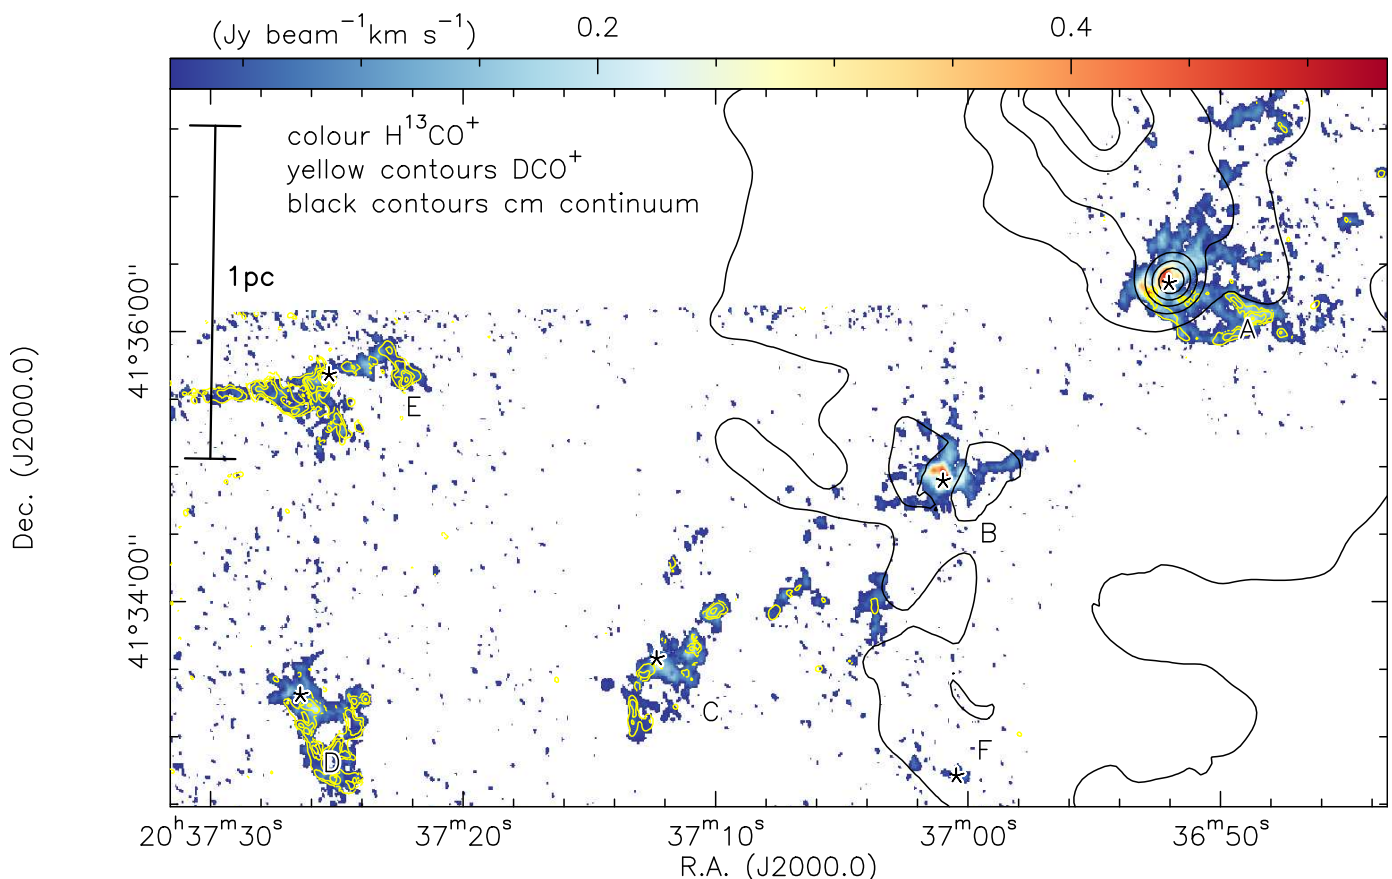 (Jy beam⁻¹km s⁻¹) 0.2 0.4
colour H¹³CO⁺
yellow contours DCO⁺
black contours cm continuum
1pc
A
E
B
C
D
F
41°36'00''
41°34'00''
Dec. (J2000.0)
20ʰ37ᵐ30ˢ 37ᵐ20ˢ 37ᵐ10ˢ 37ᵐ00ˢ 36ᵐ50ˢ
R.A. (J2000.0)